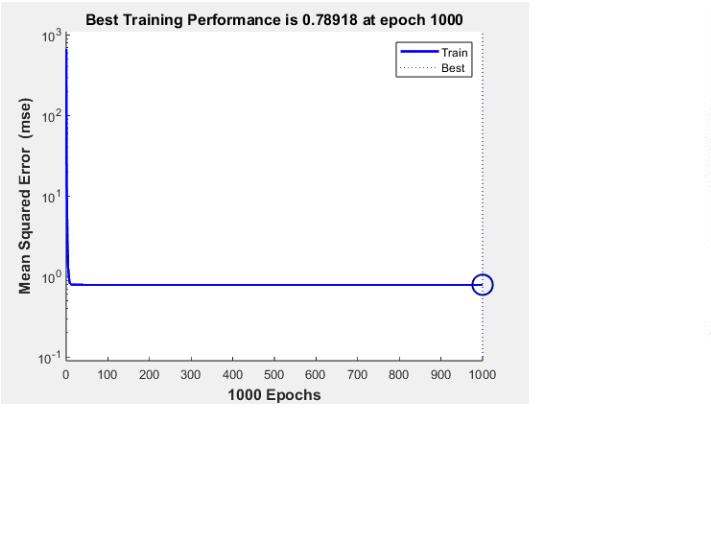 Best Training Performance is 0.78918 at epoch 1000
10^3
10^2
10^1
10^0
10^-1
Mean Squared Error (mse)
Train
Best
0 100 200 300 400 500 600 700 800 900 1000
1000 Epochs